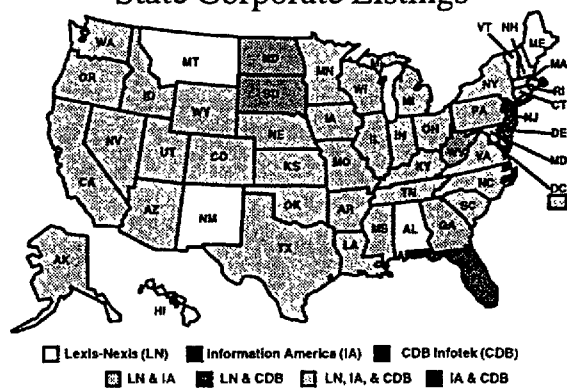 State Corporate Listings
WA
MT
ND
MN
OR
ID
SD
WI
MI
WY
VT NH
ME
MA
NY
RI
CT
NV
UT
CO
NE
IA
IL
IN
OH
PA
NJ
DE
MD
DC
CA
KS
MO
KY
WV
VA
AZ
NM
OK
AR
TN
NC
SC
TX
LA
MS
AL
GA
AK
HI
Lexis-Nexis (LN) Information America (IA) CDB Infotek (CDB)
LN & IA LN & CDB LN, IA, & CDB IA & CDB